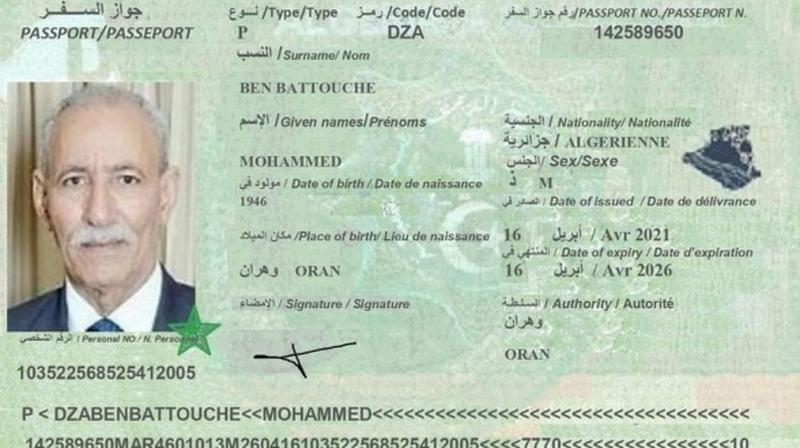 جواز السـفـر
PASSPORT/PASSEPORT
نـوع /Type/Type
P
رمـز /Code/Code
DZA
رقم جواز السفر/PASSPORT NO./PASSEPORT N.
142589650
النسب /Surname/ Nom
BEN BATTOUCHE
الإسم /Given names/Prénoms
MOHAMMED
مولود في / Date of birth / Date de naissance
1946
مكان الميلاد /Place of birth/ Lieu de naissance
وهران ORAN
الإمضاء / Signature / Signature
الجنسية / Nationality/ Nationalité
جزائرية / ALGERIENNE
الجنس/ Sex/Sexe
ذ M
الصادر في / Date of issued / Date de délivrance
16 أبريل / Avr 2021
المنتهي في / Date of expiry / Date d'expiration
16 أبريل / Avr 2026
السلطة / Authority / Autorité
وهران
ORAN
الرقم الشخصي / Personal NO./ N. Personnel
103522568525412005
P < DZABENBATTOUCHE<<MOHAMMED<<<<<<<<<<<<<<<<<<<<<<<<<<<<<
142589650MAR4601013M260416103522568525412005<<<<7770<<<<<<<<<<<<<<10